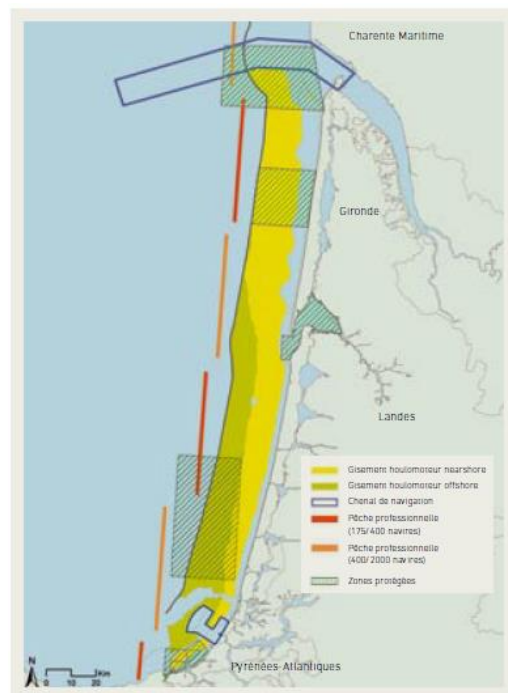 Charente Maritime
Gironde
Landes
Gisement houlomoteur nearshore
Gisement houlomoteur offshore
Chenal de navigation
Pêche professionnelle
(175/400 navires)
Pêche professionnelle
(400/2000 navires)
Zones protégées
Pyrénées-Atlantiques
N
Km
0 10 20